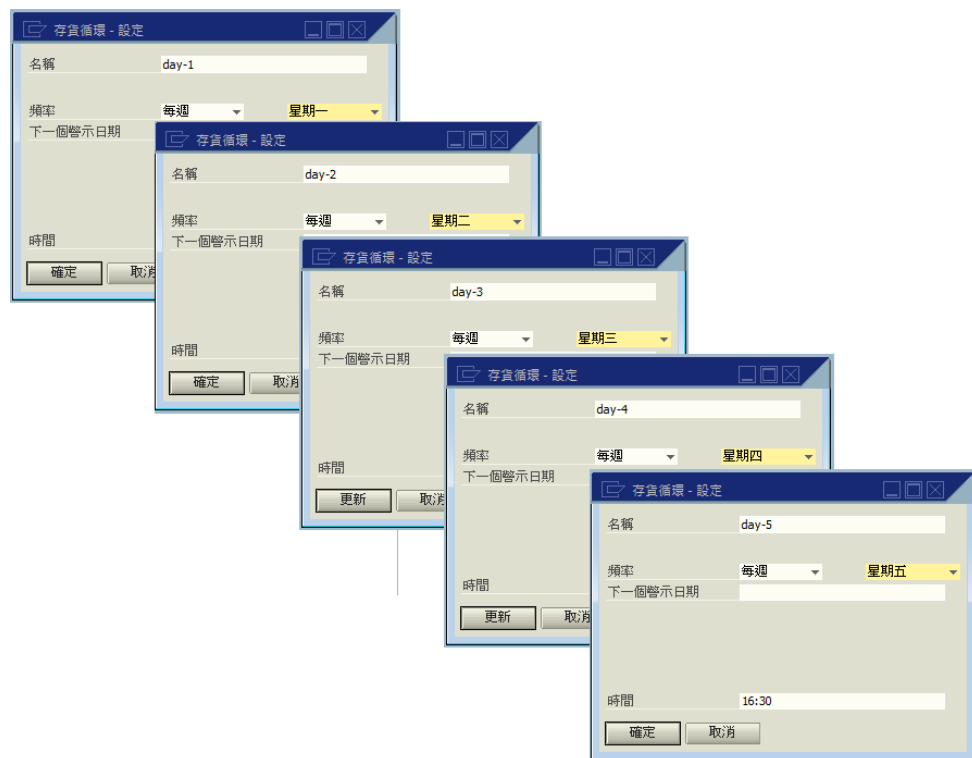 存貨循環 - 設定
名稱 day-1
頻率 每週 星期一
下一個警示日期
時間
確定 取消
存貨循環 - 設定
名稱 day-2
頻率 每週 星期二
下一個警示日期
時間
確定 取消
存貨循環 - 設定
名稱 day-3
頻率 每週 星期三
下一個警示日期
時間
更新 取消
存貨循環 - 設定
名稱 day-4
頻率 每週 星期四
下一個警示日期
時間
更新 取消
存貨循環 - 設定
名稱 day-5
頻率 每週 星期五
下一個警示日期
時間 16:30
確定 取消